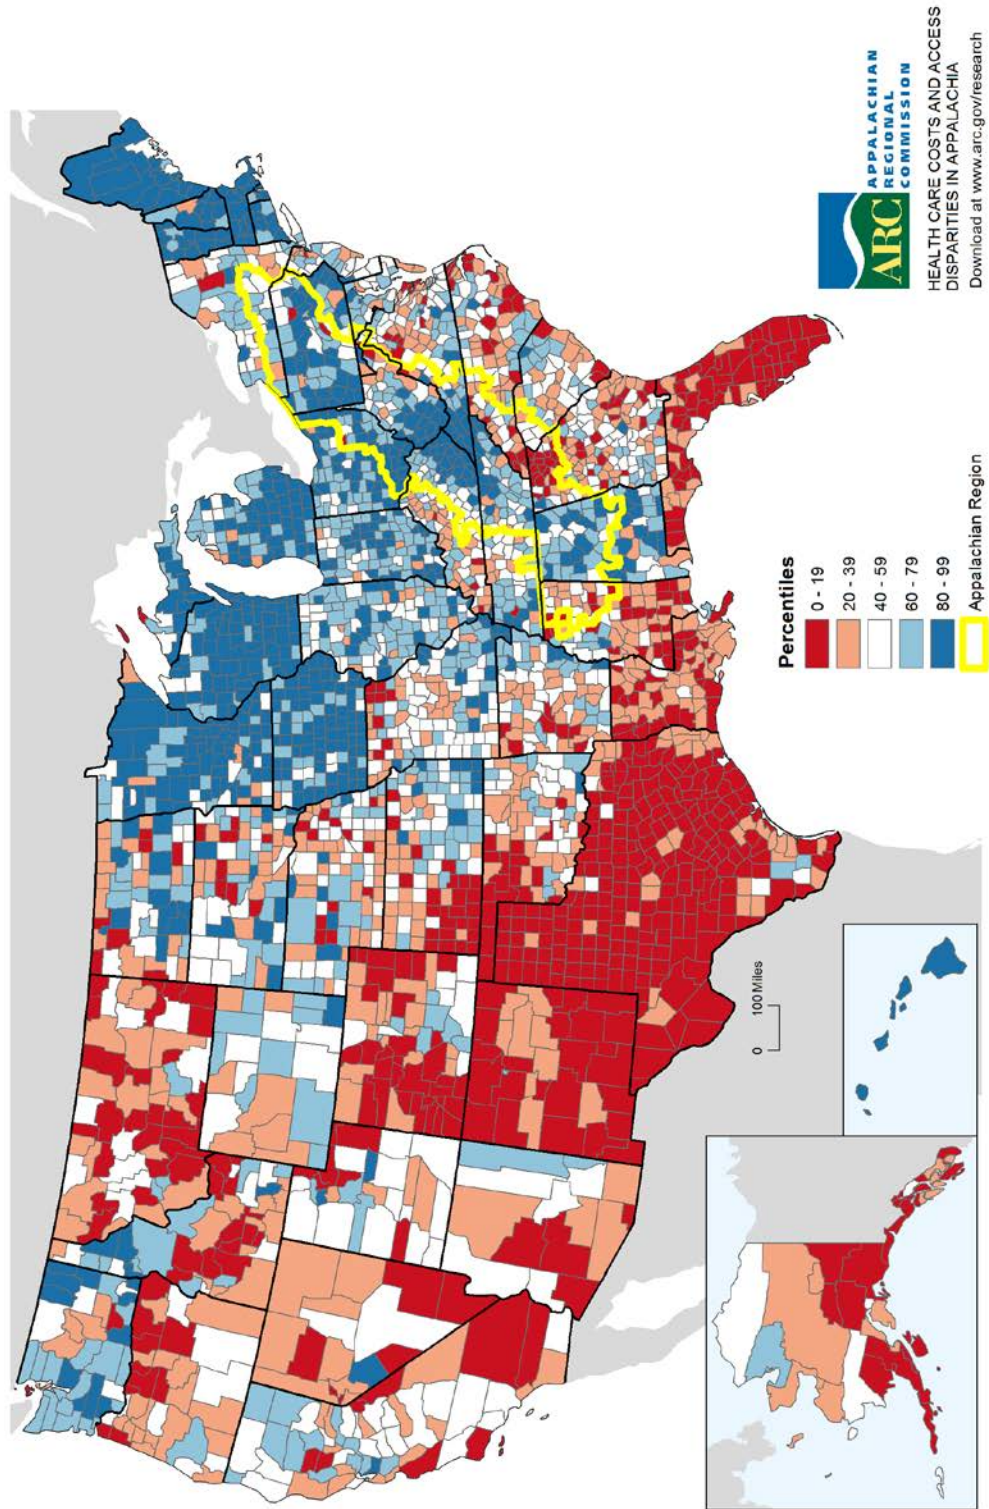 APPALACHIAN
REGIONAL
COMMISSION
ARC
HEALTH CARE COSTS AND ACCESS
DISPARITIES IN APPALACHIA
Download at www.arc.gov/research
Percentiles
0 - 19
20 - 39
40 - 59
60 - 79
80 - 99
Appalachian Region
0 100 Miles